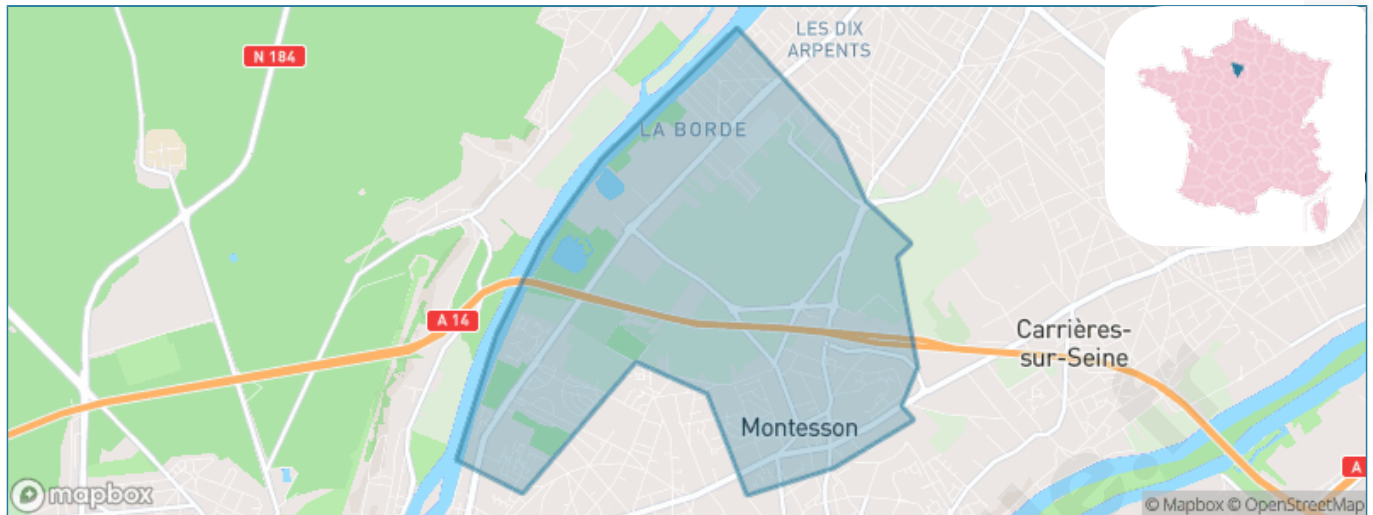 LES DIX
ARPENTS
N 184
LA BORDE
A 14
Carrières-
sur-Seine
Montesson
A
mapbox
© Mapbox © OpenStreetMap